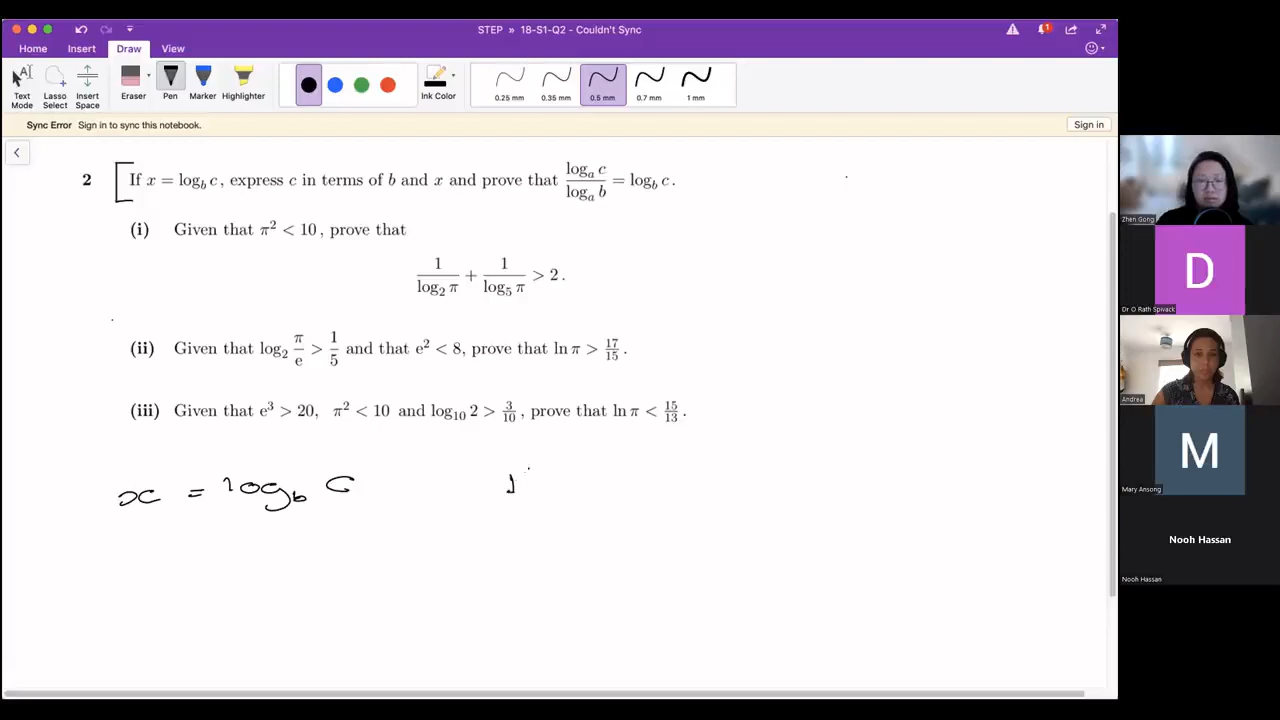 STEP » 18-S1-Q2 - Couldn't Sync
1
Home Insert Draw View
Text Mode
Lasso Select
Insert Space
Eraser
Pen
Marker
Highlighter
Ink Color
0.25 mm
0.35 mm
0.5 mm
0.7 mm
1 mm
Sync Error Sign in to sync this notebook.
Sign in
2 If x = log_b c, express c in terms of b and x and prove that log_a c / log_a b = log_b c.
(i) Given that π² < 10, prove that
1/log₂ π + 1/log₅ π > 2.
(ii) Given that log₂ π/e > 1/5 and that e² < 8, prove that ln π > 17/15.
(iii) Given that e³ > 20, π² < 10 and log₁₀ 2 > 3/10, prove that ln π < 15/13.
x = log_b c
Zhen Gong
D
Dr O Rath Spivack
Andrea
M
Mary Ansong
Nooh Hassan
Nooh Hassan